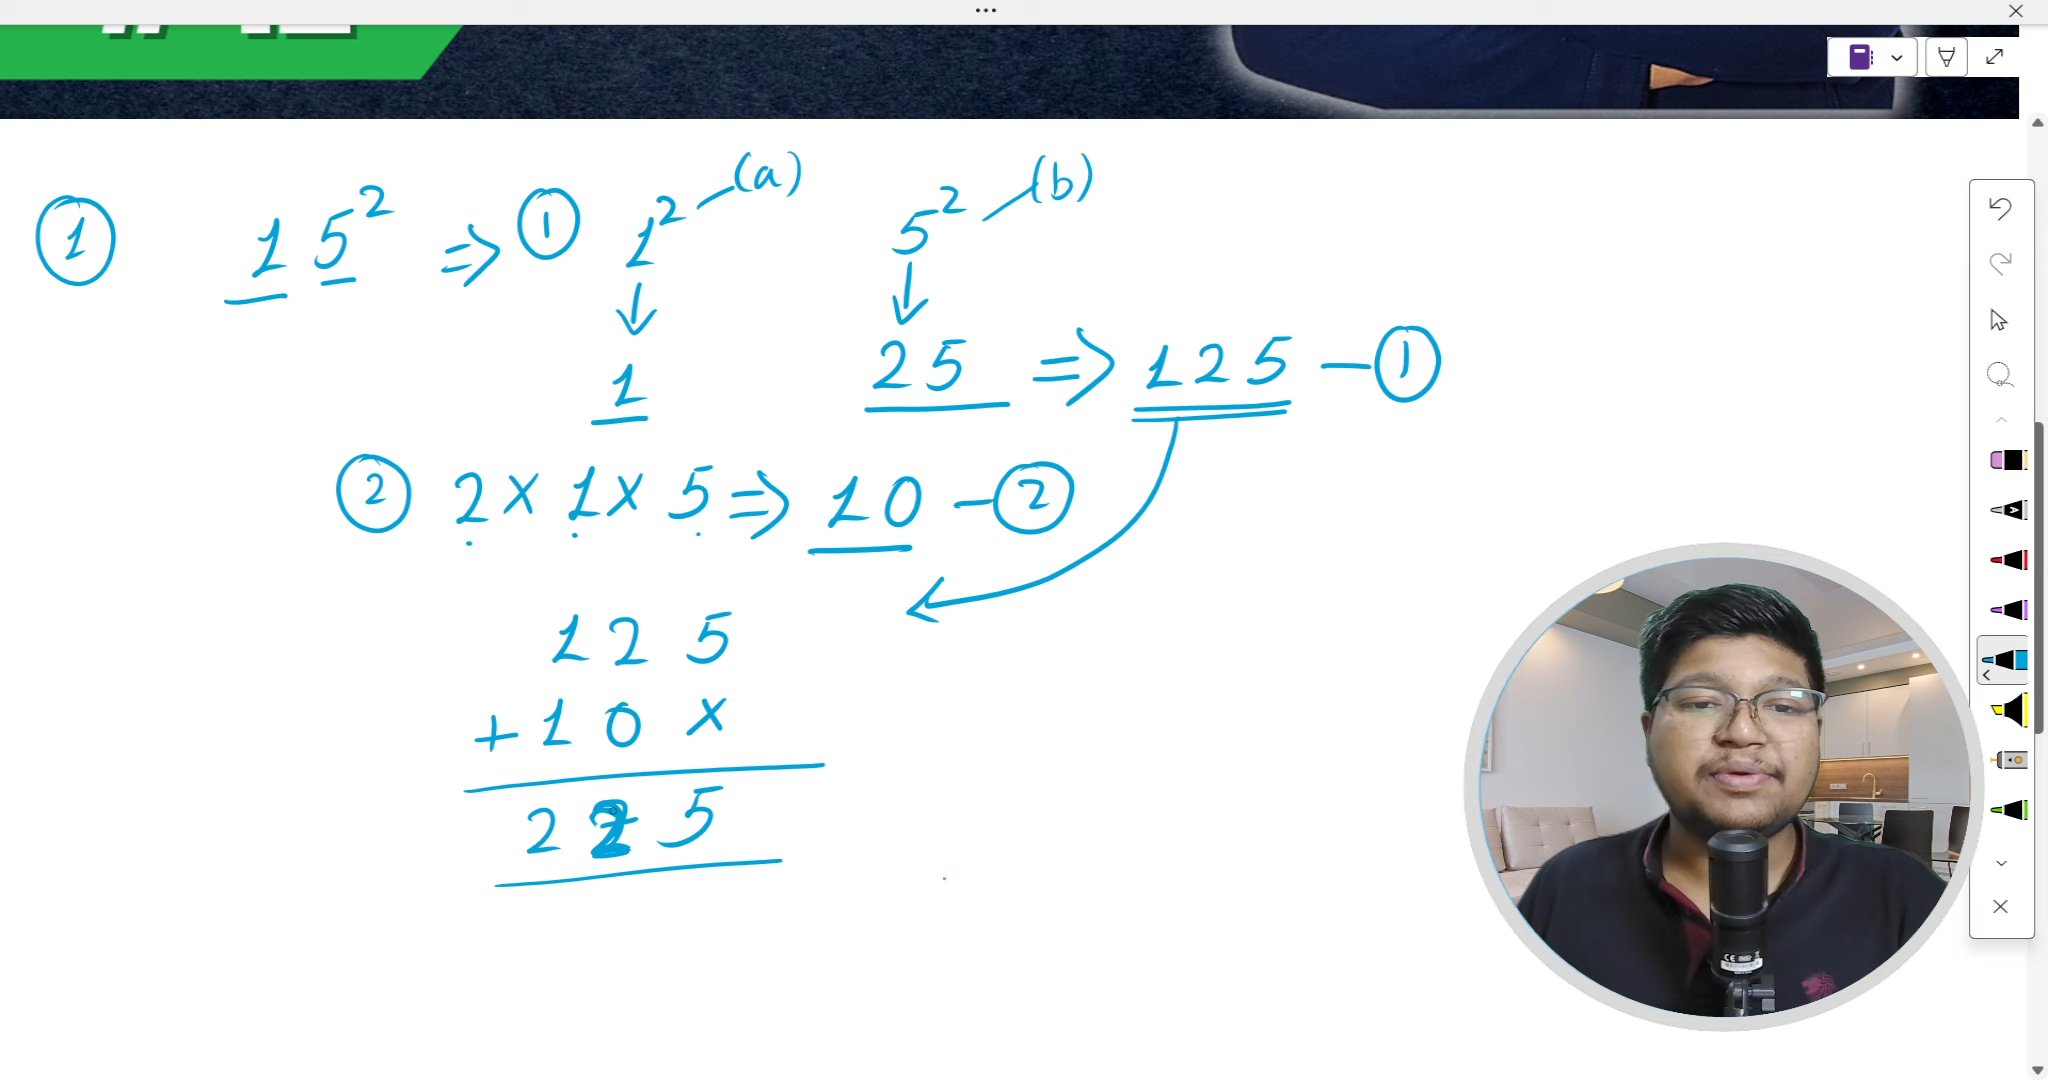 ① 15² ⇒ ① 1² — (a) 5² — (b)
↓ ↓
1 25 ⇒ 125 — ①
② 2 × 1 × 5 ⇒ 10 — ②
125
+ 10 ×
225